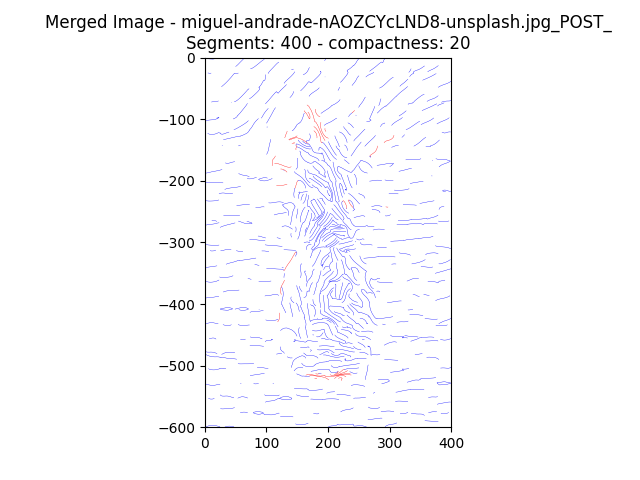 Merged Image - miguel-andrade-nAOZCYcLND8-unsplash.jpg_POST_
Segments: 400 - compactness: 20
0
−100
−200
−300
−400
−500
−600
0 100 200 300 400